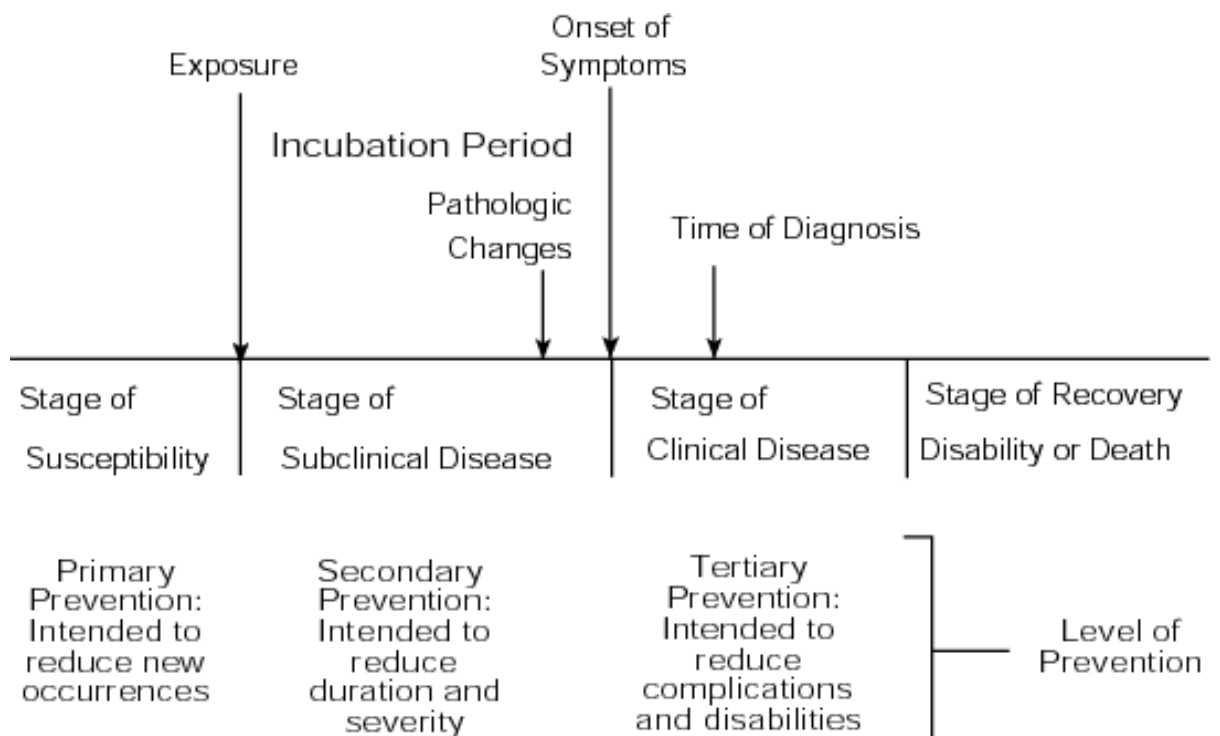 Onset of
Symptoms
Exposure
Incubation Period
Pathologic
Changes
Time of Diagnosis
Stage of
Susceptibility
Stage of
Subclinical Disease
Stage of
Clinical Disease
Stage of Recovery
Disability or Death
Primary
Prevention:
Intended to
reduce new
occurrences
Secondary
Prevention:
Intended to
reduce
duration and
severity
Tertiary
Prevention:
Intended to
reduce
complications
and disabilities
Level of
Prevention